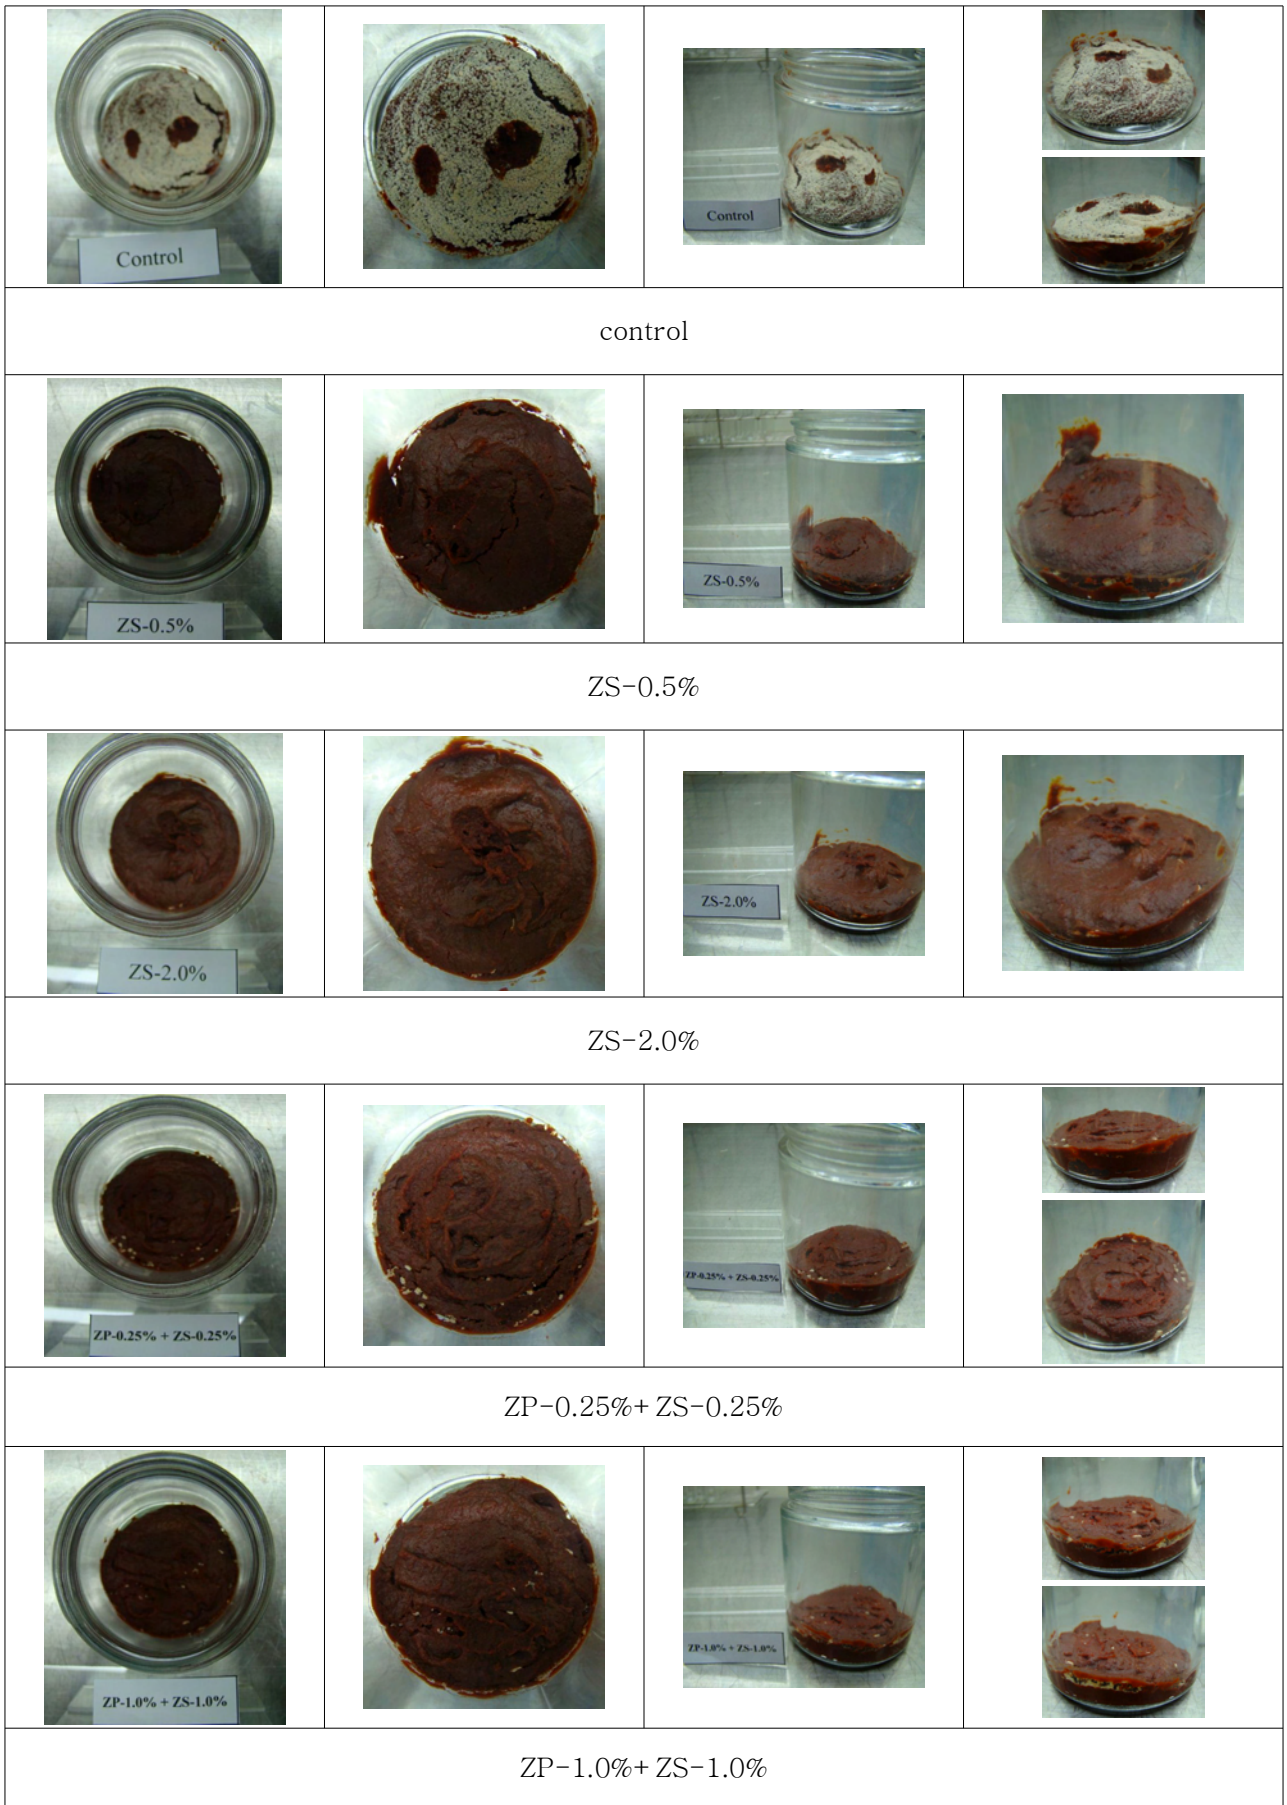 Control
Control
control
ZS-0.5%
ZS-0.5%
ZS-0.5%
ZS-2.0%
ZS-2.0%
ZS-2.0%
ZP-0.25% + ZS-0.25%
ZP-0.25% + ZS-0.25%
ZP-0.25%+ ZS-0.25%
ZP-1.0% + ZS-1.0%
ZP-1.0% + ZS-1.0%
ZP-1.0%+ ZS-1.0%